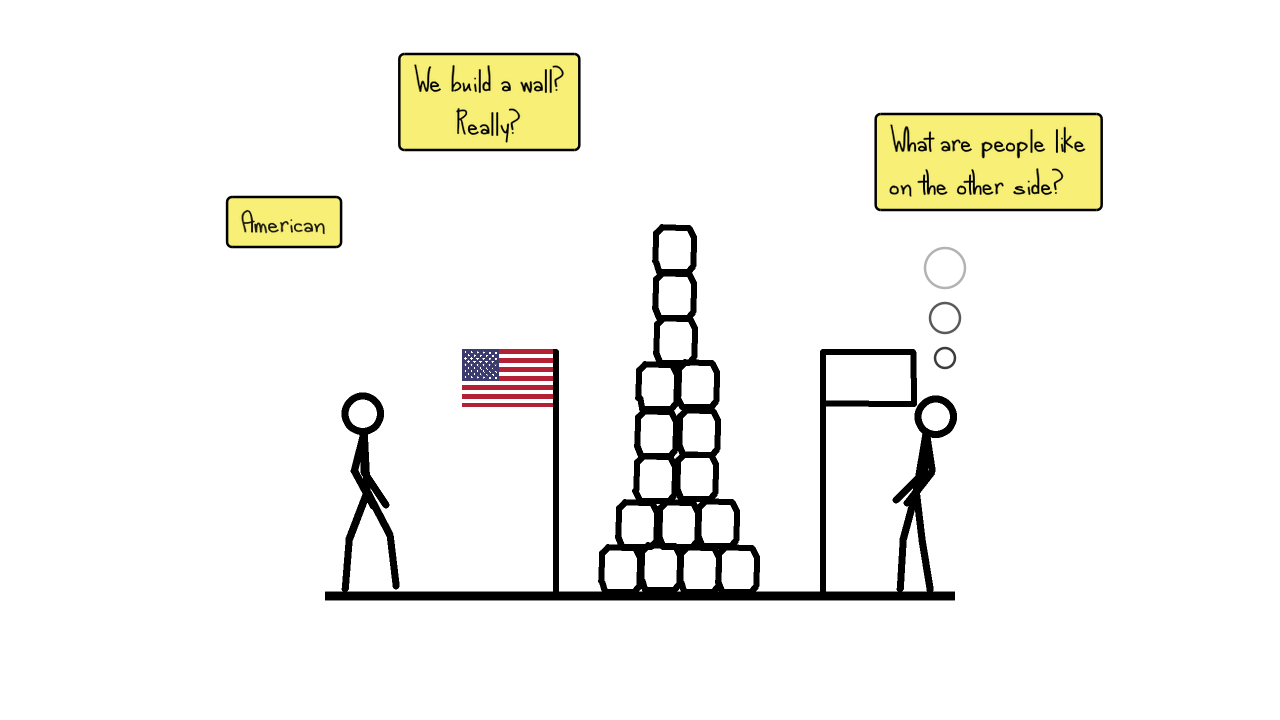 We build a wall?
Really?
What are people like
on the other side?
American